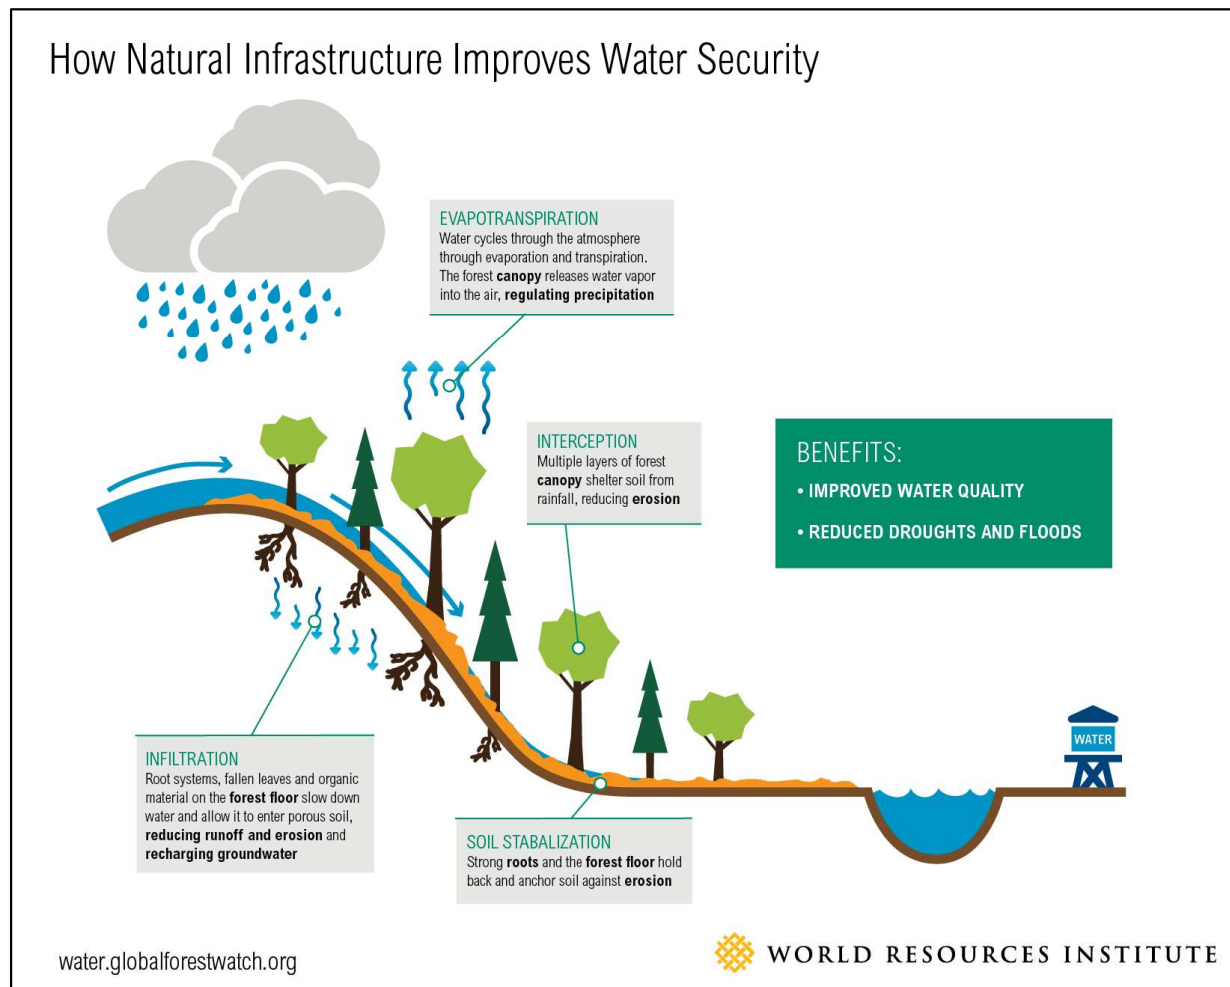 How Natural Infrastructure Improves Water Security
EVAPOTRANSPIRATION
Water cycles through the atmosphere
through evaporation and transpiration.
The forest canopy releases water vapor
into the air, regulating precipitation
INTERCEPTION
Multiple layers of forest
canopy shelter soil from
rainfall, reducing erosion
BENEFITS:
• IMPROVED WATER QUALITY
• REDUCED DROUGHTS AND FLOODS
WATER
INFILTRATION
Root systems, fallen leaves and organic
material on the forest floor slow down
water and allow it to enter porous soil,
reducing runoff and erosion and
recharging groundwater
SOIL STABALIZATION
Strong roots and the forest floor hold
back and anchor soil against erosion
water.globalforestwatch.org
WORLD RESOURCES INSTITUTE